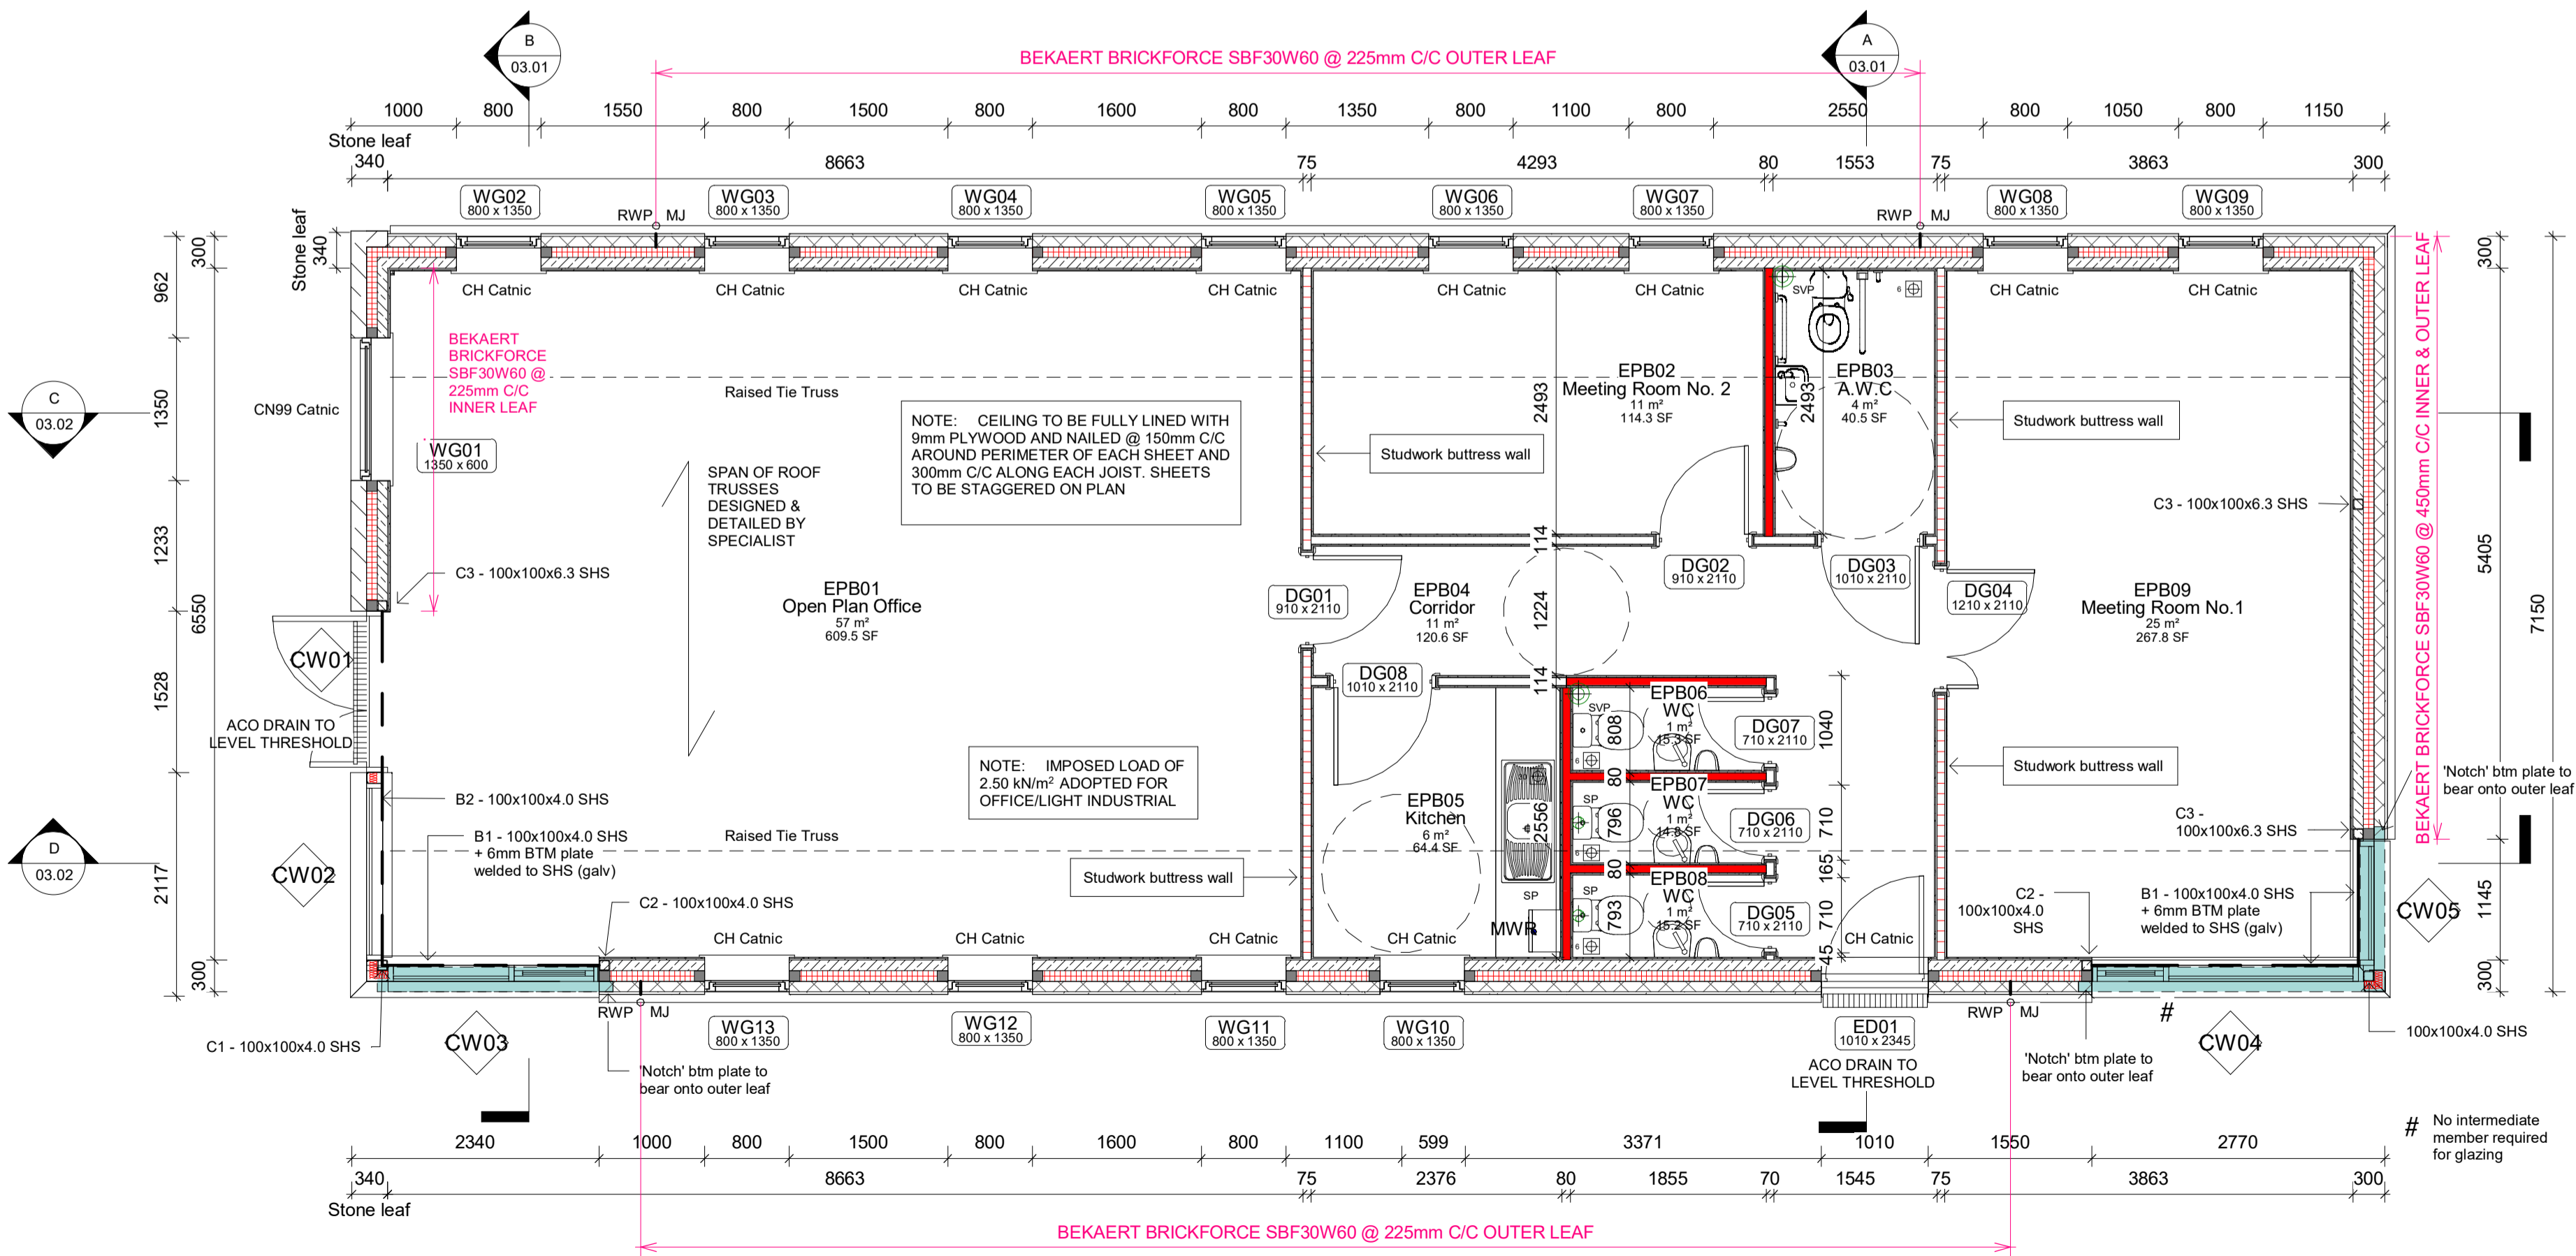 B
03.01
BEKAERT BRICKFORCE SBF30W60 @ 225mm C/C OUTER LEAF
A
03.01
1000 800 1550 800 1500 800 1600 800 1350 800 1100 800 2550 800 1050 800 1150
Stone leaf
340 8663 75 4293 80 1553 75 3863 300
WG02
800 x 1350
RWP MJ
WG03
800 x 1350
WG04
800 x 1350
WG05
800 x 1350
WG06
800 x 1350
WG07
800 x 1350
RWP MJ
WG08
800 x 1350
WG09
800 x 1350
Stone leaf
340
300
962
1350
1233
6550
1528
2117
300
CH Catnic
CH Catnic
CH Catnic
CH Catnic
CH Catnic
CH Catnic
CH Catnic
CH Catnic
C
03.02
CN99 Catnic
BEKAERT
BRICKFORCE
SBF30W60 @
225mm C/C
INNER LEAF
WG01
1350 x 600
Raised Tie Truss
SPAN OF ROOF
TRUSSES
DESIGNED &
DETAILED BY
SPECIALIST
NOTE: CEILING TO BE FULLY LINED WITH
9mm PLYWOOD AND NAILED @ 150mm C/C
AROUND PERIMETER OF EACH SHEET AND
300mm C/C ALONG EACH JOIST. SHEETS
TO BE STAGGERED ON PLAN
Studwork buttress wall
2493
EPB02
Meeting Room No. 2
11 m²
114.3 SF
SVP
6
2493
EPB03
A.W.C
4 m²
40.5 SF
Studwork buttress wall
C3 - 100x100x6.3 SHS
BEKAERT BRICKFORCE SBF30W60 @ 450mm C/C INNER & OUTER LEAF
300
5405
7150
1145
300
C3 - 100x100x6.3 SHS
EPB01
Open Plan Office
57 m²
609.5 SF
DG01
910 x 2110
EPB04
Corridor
11 m²
120.6 SF
114
1224
114
DG02
910 x 2110
DG03
1010 x 2110
DG04
1210 x 2110
EPB09
Meeting Room No.1
25 m²
267.8 SF
CW01
ACO DRAIN TO
LEVEL THRESHOLD
DG08
1010 x 2110
SVP
808
EPB06
WC
1 m²
15.3 SF
6
DG07
710 x 2110
1040
Studwork buttress wall
NOTE: IMPOSED LOAD OF
2.50 kN/m² ADOPTED FOR
OFFICE/LIGHT INDUSTRIAL
B2 - 100x100x4.0 SHS
B1 - 100x100x4.0 SHS
+ 6mm BTM plate
welded to SHS (galv)
Raised Tie Truss
EPB05
Kitchen
6 m²
64.4 SF
2556
80
SP
796
EPB07
WC
1 m²
14.8 SF
6
DG06
710 x 2110
710
165
C3 -
100x100x6.3 SHS
'Notch' btm plate to
bear onto outer leaf
D
03.02
CW02
Studwork buttress wall
C2 - 100x100x4.0 SHS
SP
MWR
80
SP
793
EPB08
WC
1 m²
15.2 SF
6
DG05
710 x 2110
710
45
C2 -
100x100x4.0
SHS
B1 - 100x100x4.0 SHS
+ 6mm BTM plate
welded to SHS (galv)
CW05
CH Catnic
CH Catnic
CH Catnic
CH Catnic
CH Catnic
C1 - 100x100x4.0 SHS
CW03
RWP MJ
'Notch' btm plate to
bear onto outer leaf
WG13
800 x 1350
WG12
800 x 1350
WG11
800 x 1350
WG10
800 x 1350
ED01
1010 x 2345
ACO DRAIN TO
LEVEL THRESHOLD
RWP MJ
'Notch' btm plate to
bear onto outer leaf
#
CW04
100x100x4.0 SHS
# No intermediate
member required
for glazing
2340 1000 800 1500 800 1600 800 1100 599 3371 1010 1550 2770
340 8663 75 2376 80 1855 70 1545 75 3863 300
Stone leaf
BEKAERT BRICKFORCE SBF30W60 @ 225mm C/C OUTER LEAF